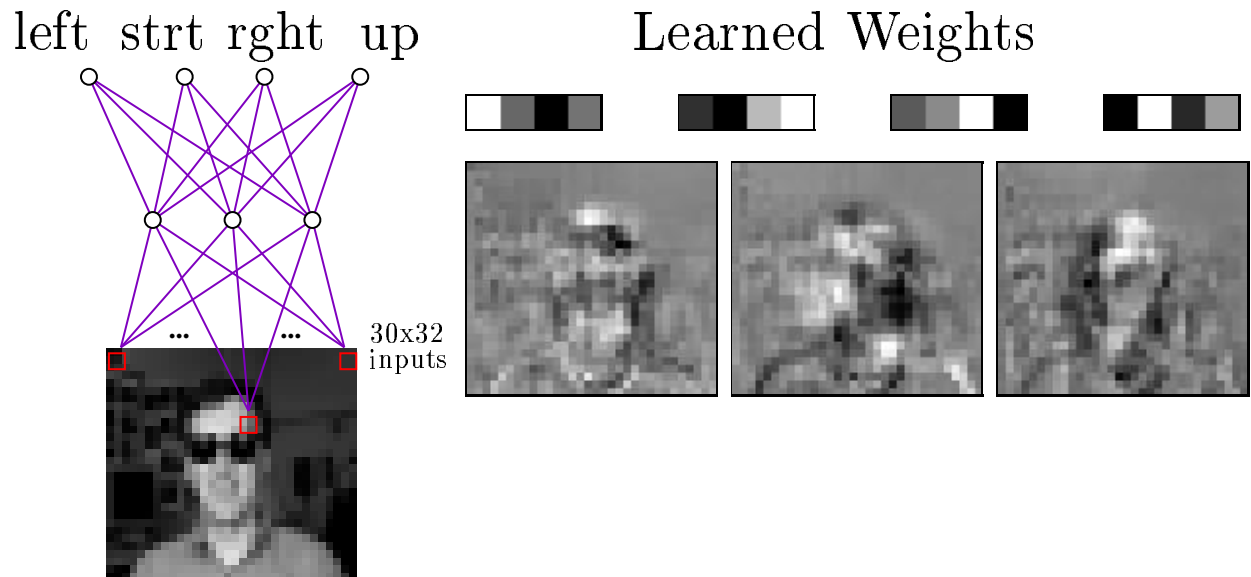 left strt rght up
Learned Weights
... ...
30x32
inputs